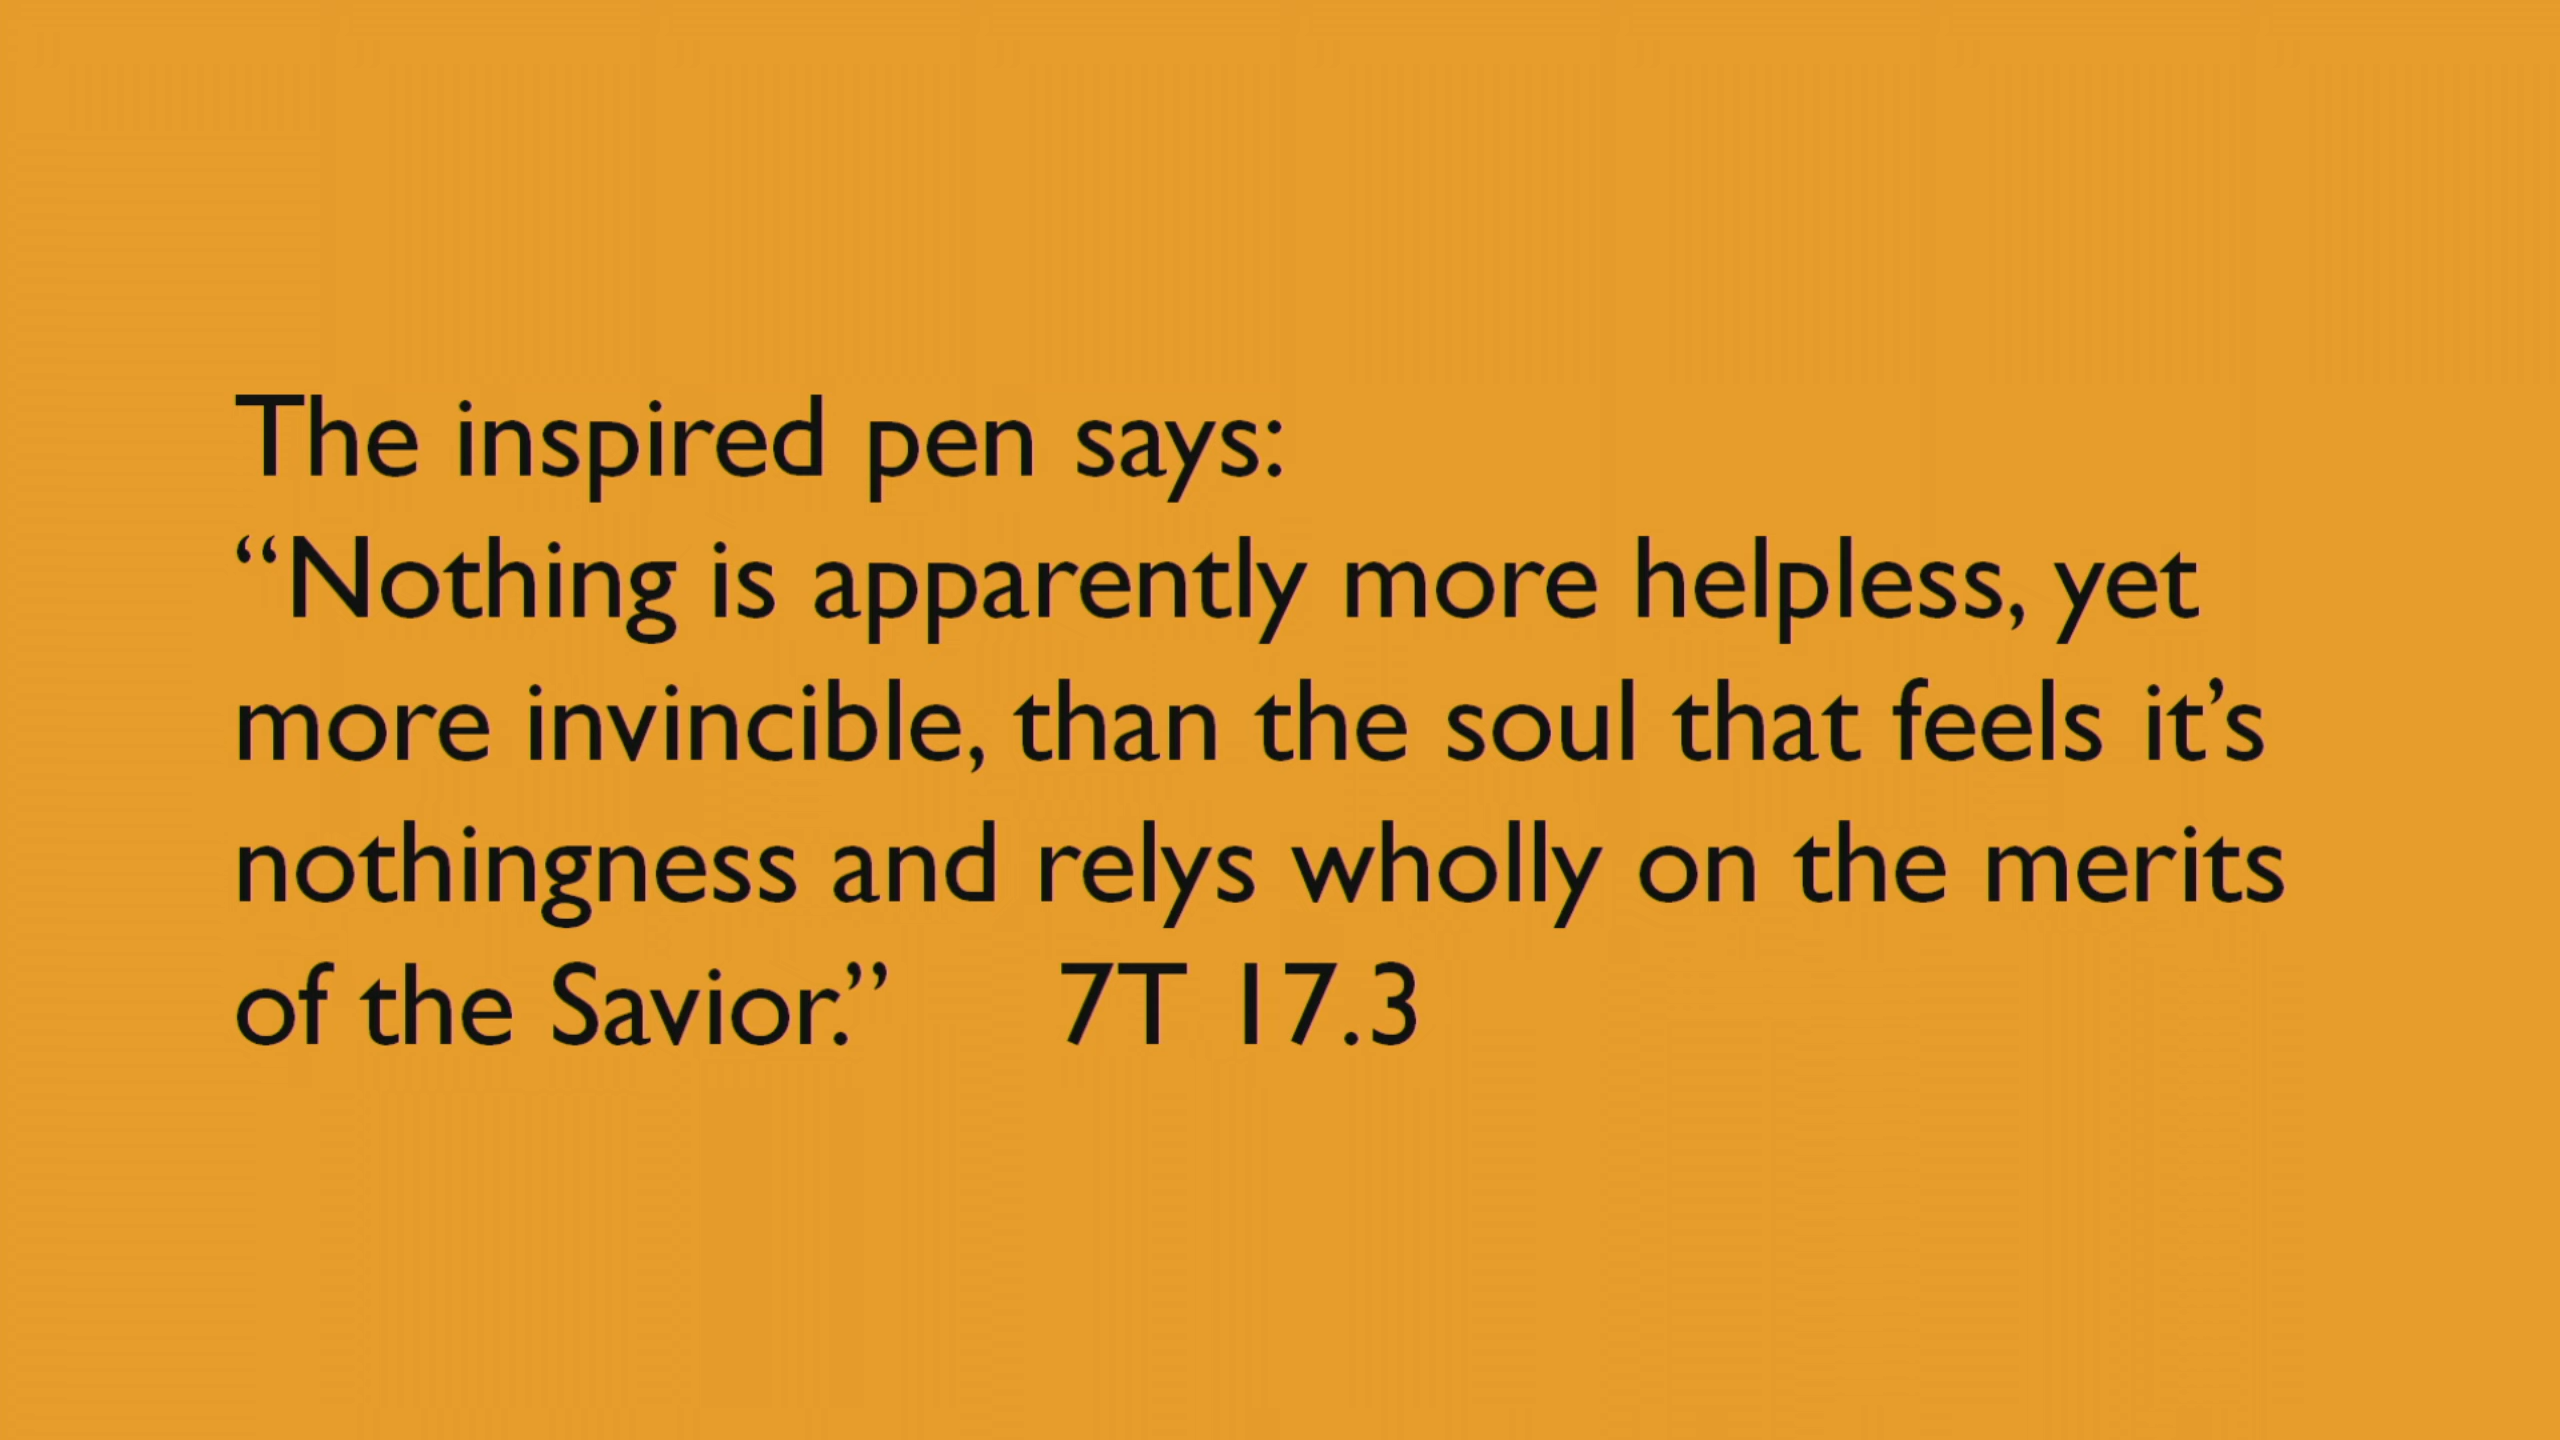 The inspired pen says:
“Nothing is apparently more helpless, yet
more invincible, than the soul that feels it’s
nothingness and relys wholly on the merits
of the Savior.” 7T 17.3